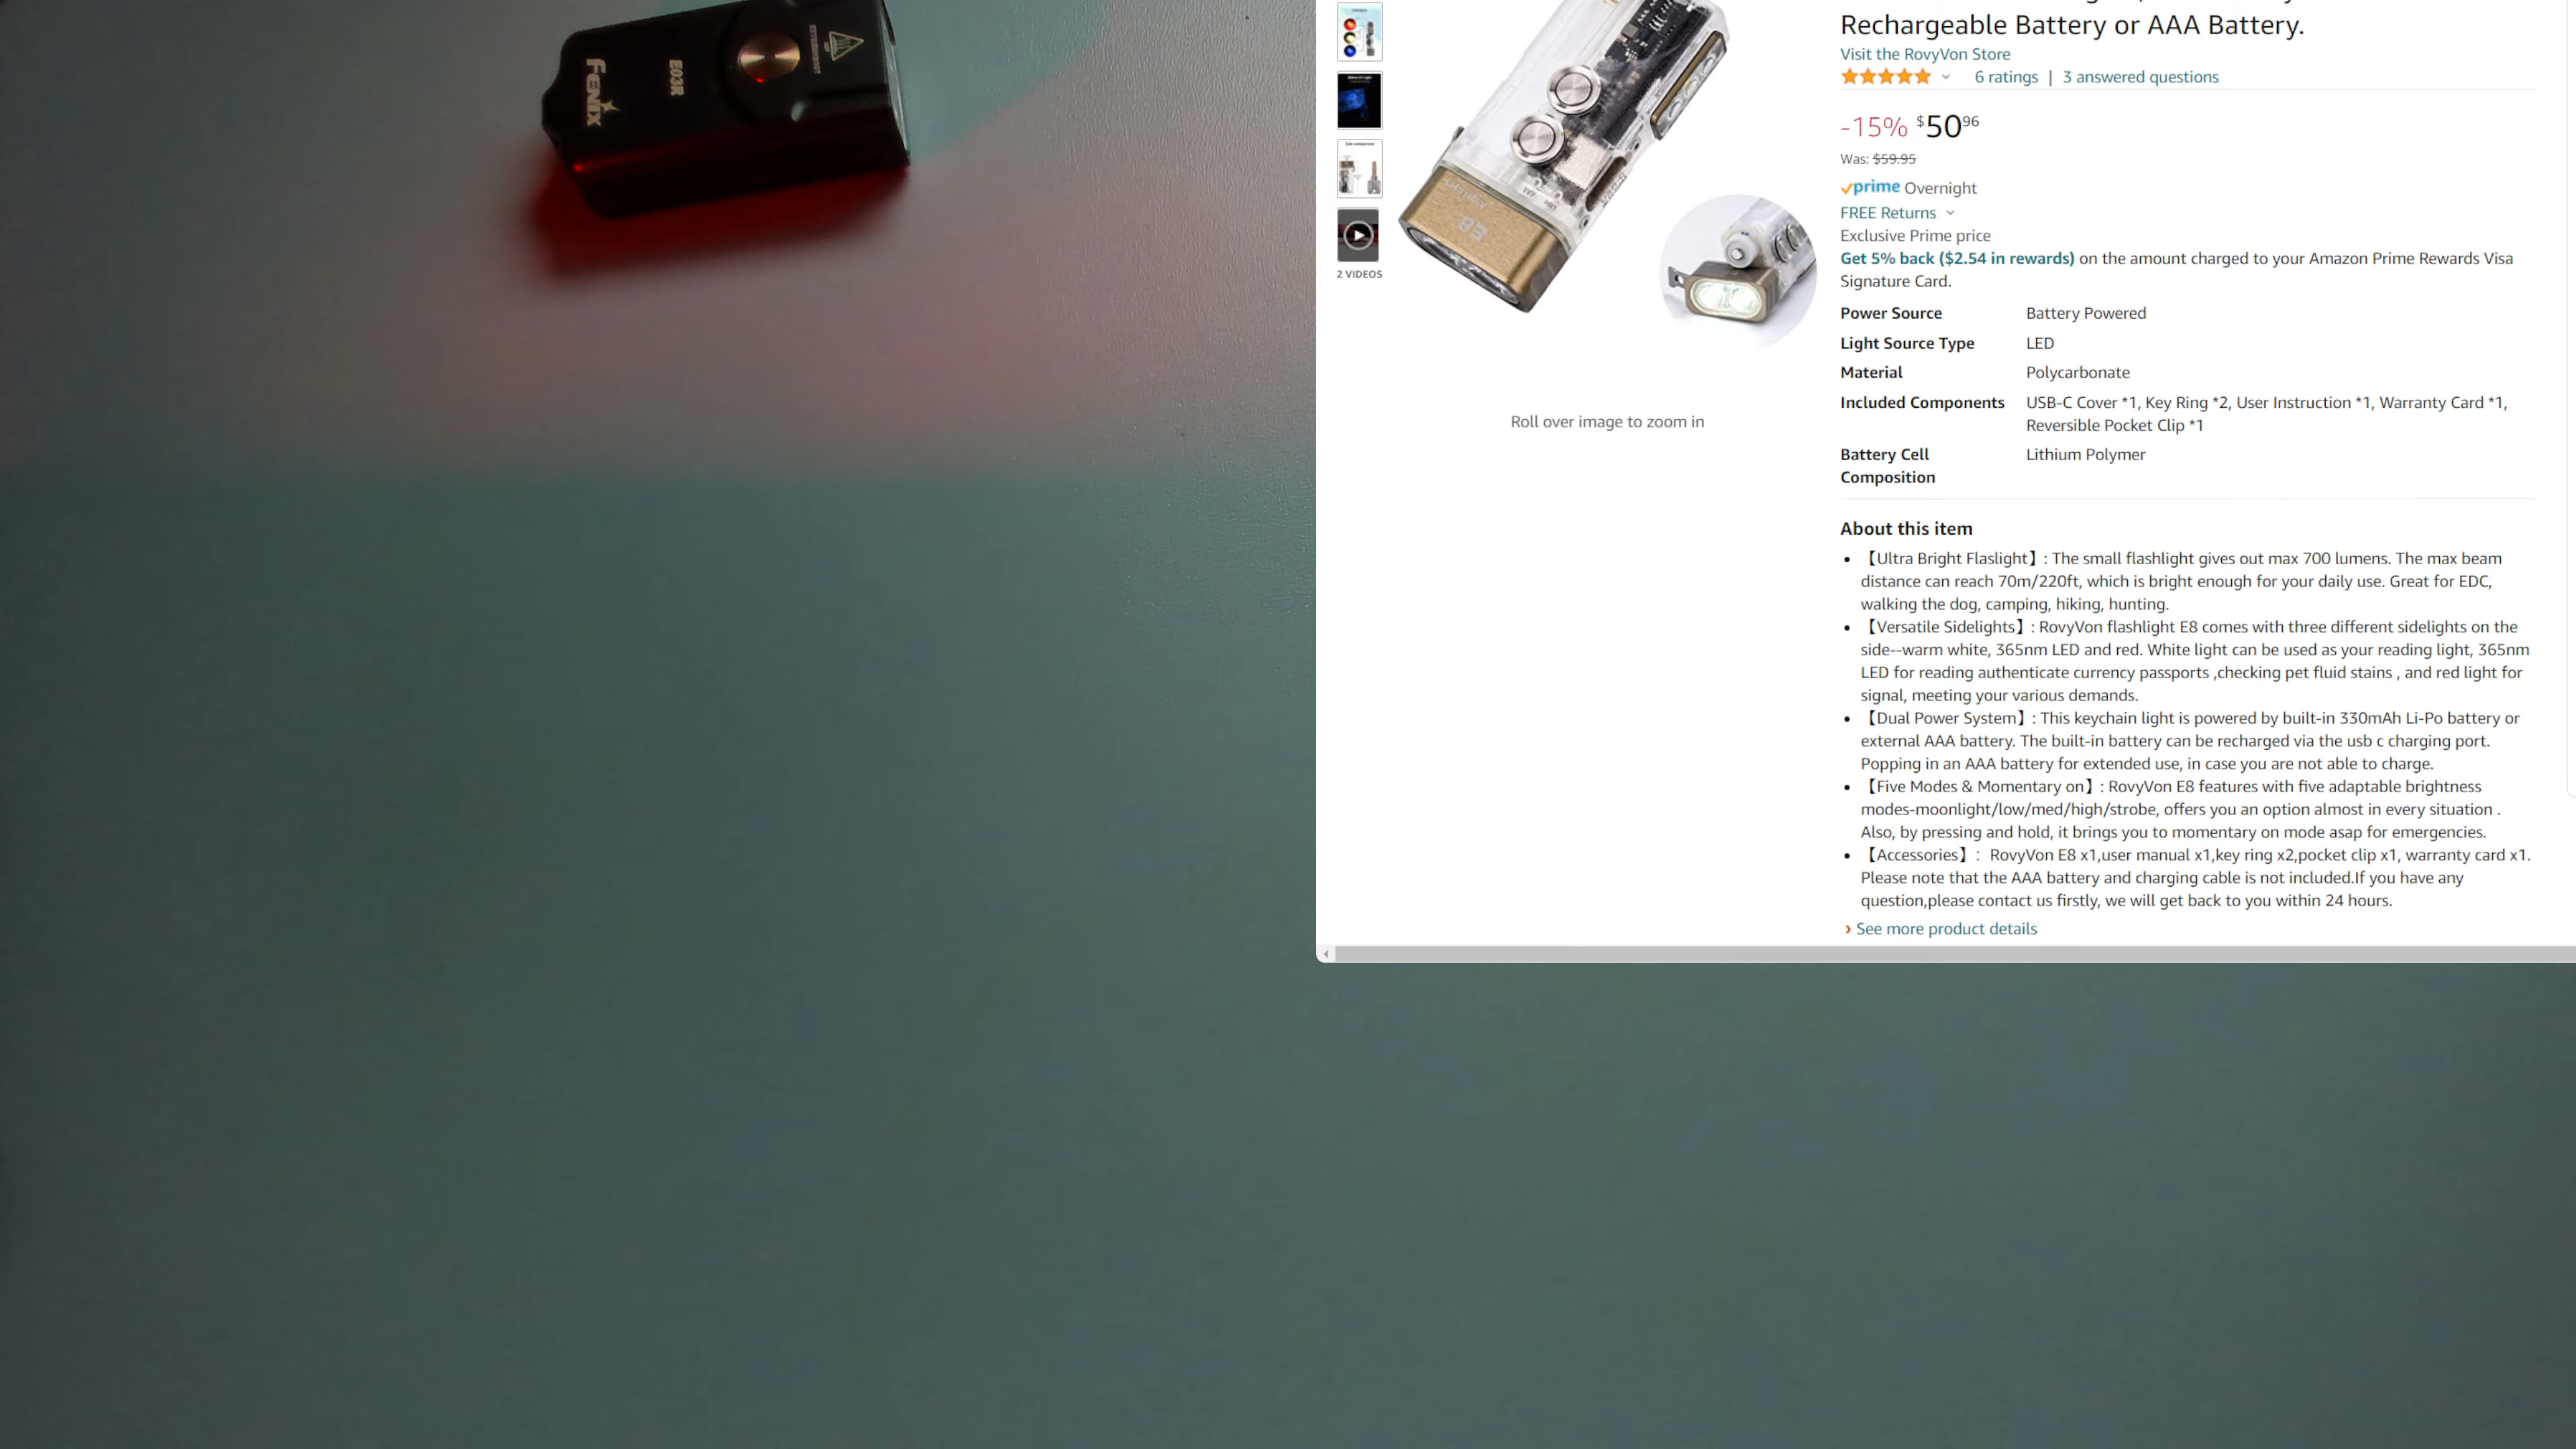 FENIX
E03R
Rechargeable Battery or AAA Battery.
Visit the RovyVon Store
6 ratings | 3 answered questions
-15% $50 96
Was: $59.95
prime Overnight
FREE Returns
Exclusive Prime price
Get 5% back ($2.54 in rewards) on the amount charged to your Amazon Prime Rewards Visa
Signature Card.
Power Source Battery Powered
Light Source Type LED
Material Polycarbonate
Included Components USB-C Cover *1, Key Ring *2, User Instruction *1, Warranty Card *1,
Reversible Pocket Clip *1
Battery Cell Lithium Polymer
Composition
2 VIDEOS
E8
Roll over image to zoom in
About this item
• 【Ultra Bright Flaslight】: The small flashlight gives out max 700 lumens. The max beam
distance can reach 70m/220ft, which is bright enough for your daily use. Great for EDC,
walking the dog, camping, hiking, hunting.
• 【Versatile Sidelights】: RovyVon flashlight E8 comes with three different sidelights on the
side--warm white, 365nm LED and red. White light can be used as your reading light, 365nm
LED for reading authenticate currency passports ,checking pet fluid stains , and red light for
signal, meeting your various demands.
• 【Dual Power System】: This keychain light is powered by built-in 330mAh Li-Po battery or
external AAA battery. The built-in battery can be recharged via the usb c charging port.
Popping in an AAA battery for extended use, in case you are not able to charge.
• 【Five Modes & Momentary on】: RovyVon E8 features with five adaptable brightness
modes-moonlight/low/med/high/strobe, offers you an option almost in every situation .
Also, by pressing and hold, it brings you to momentary on mode asap for emergencies.
• 【Accessories】：RovyVon E8 x1,user manual x1,key ring x2,pocket clip x1, warranty card x1.
Please note that the AAA battery and charging cable is not included.If you have any
question,please contact us firstly, we will get back to you within 24 hours.
› See more product details